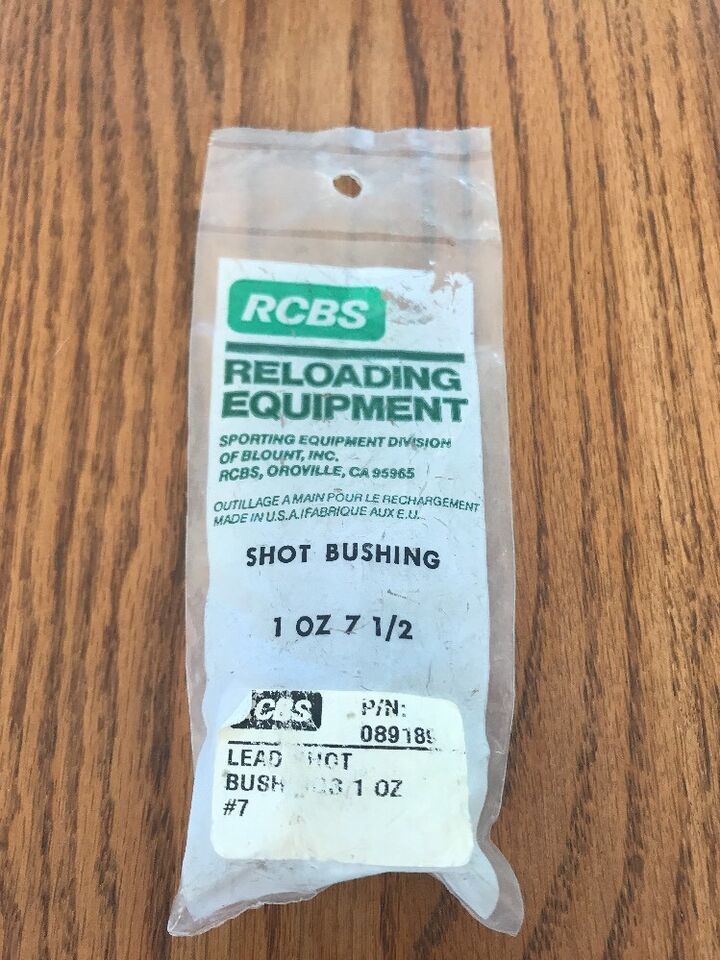 RCBS
RELOADING
EQUIPMENT
SPORTING EQUIPMENT DIVISION
OF BLOUNT, INC.
RCBS, OROVILLE, CA 95965
OUTILLAGE A MAIN POUR LE RECHARGEMENT
MADE IN U.S.A./FABRIQUE AUX E.U.
SHOT BUSHING
1 OZ 7 1/2
P/N:
LEAD
1 OZ
#7